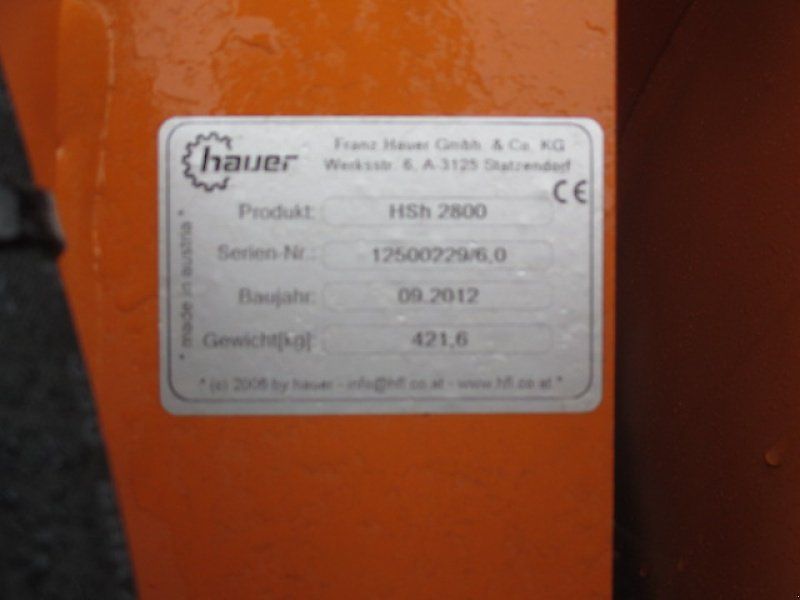 hauer
Franz Hauer Gmbh. & Co. KG
Werksstr. 6, A-3125 Statzendorf
CE
Produkt: HSh 2800
Serien-Nr.: 12500229/6,0
Baujahr: 09.2012
Gewicht[kg]: 421,6
* made in austria *
* (c) 2006 by hauer - info@hfl.co.at - www.hfl.co.at *